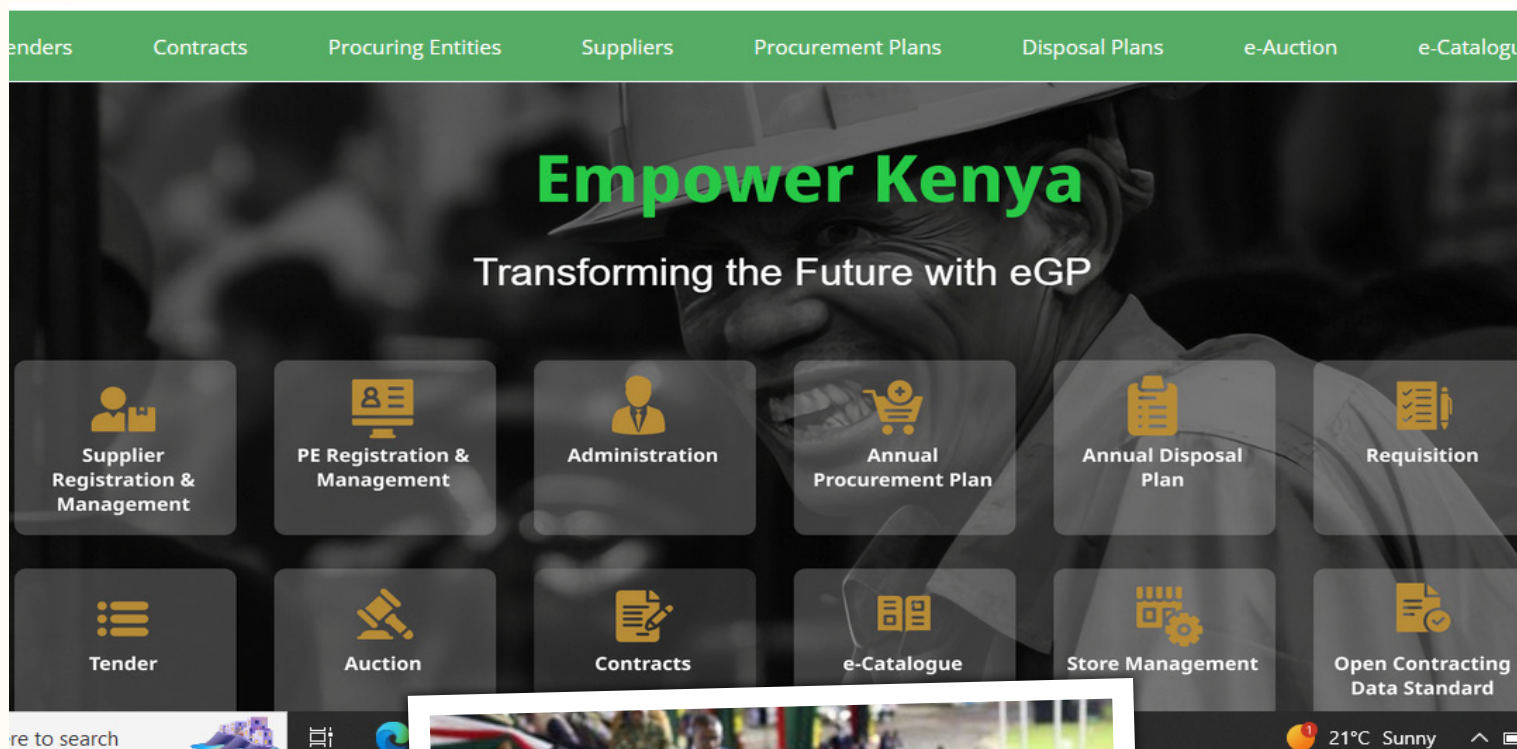 enders Contracts Procuring Entities Suppliers Procurement Plans Disposal Plans e-Auction e-Catalogu
Empower Kenya
Transforming the Future with eGP
Supplier
Registration &
Management
PE Registration &
Management
Administration
Annual
Procurement Plan
Annual Disposal
Plan
Requisition
Tender
Auction
Contracts
e-Catalogue
Store Management
Open Contracting
Data Standard
re to search
1
21°C Sunny